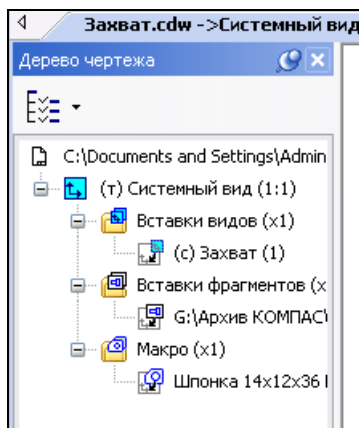 Захват.cdw ->Системный вид
Дерево чертежа
C:\Documents and Settings\Admin
(т) Системный вид (1:1)
Вставки видов (x1)
(с) Захват (1)
Вставки фрагментов (x
G:\Архив КОМПАС\
Макро (x1)
Шпонка 14x12x36